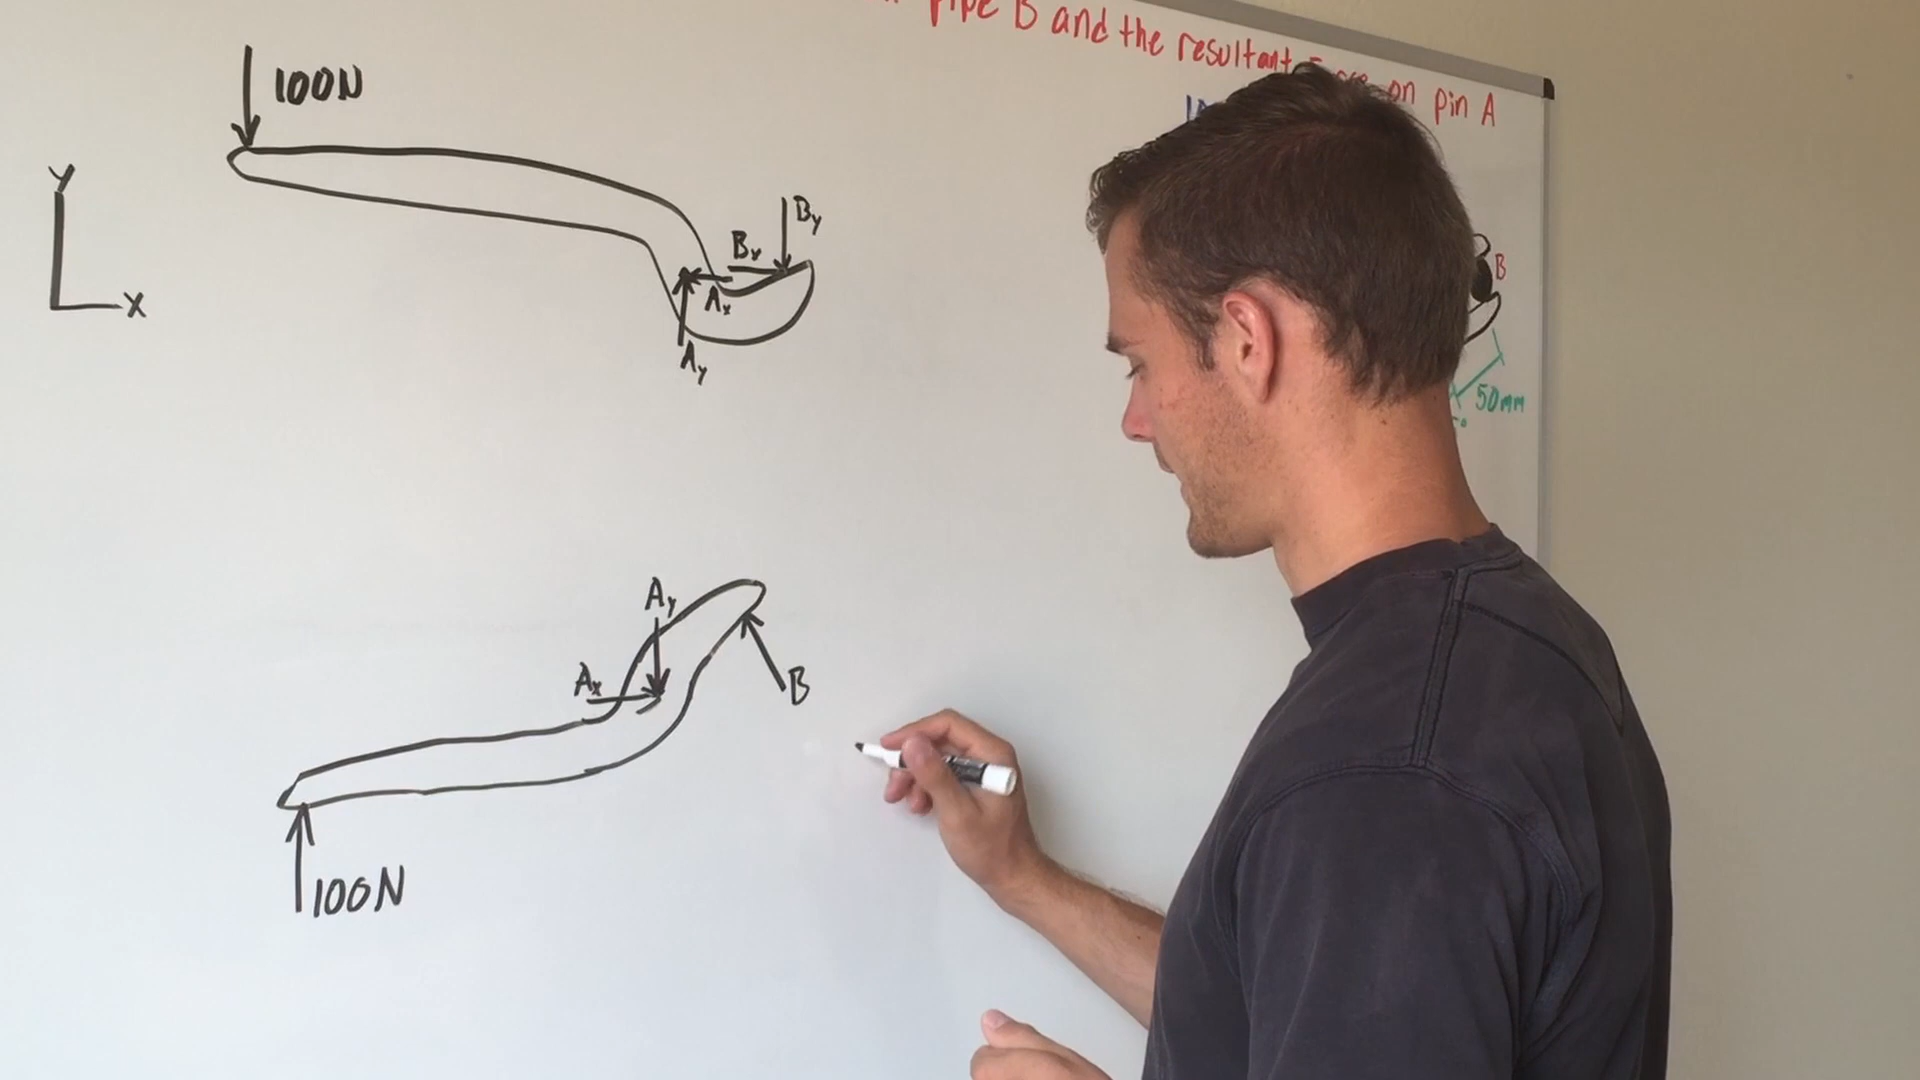 pipe B and the resultant on pin A
100N
Y
X
By
Bx
Ax
Ay
B
50mm
Ay
Ax
B
100N